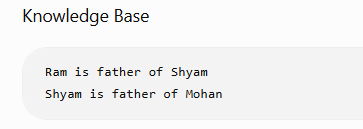 Knowledge Base
Ram is father of Shyam
Shyam is father of Mohan